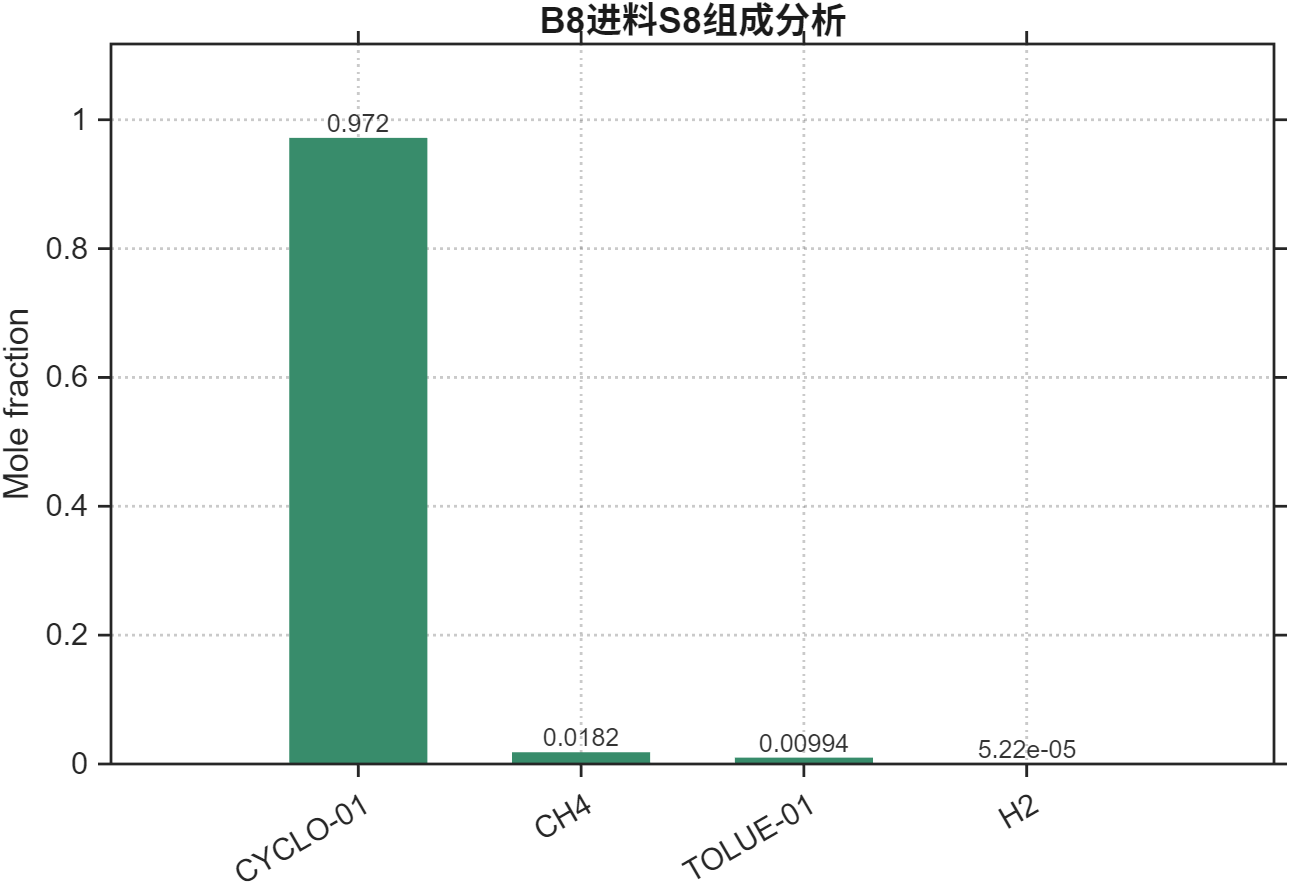 B8进料S8组成分析
Mole fraction
1
0.8
0.6
0.4
0.2
0
0.972
0.0182
0.00994
5.22e-05
CYCLO-01
CH4
TOLUE-01
H2